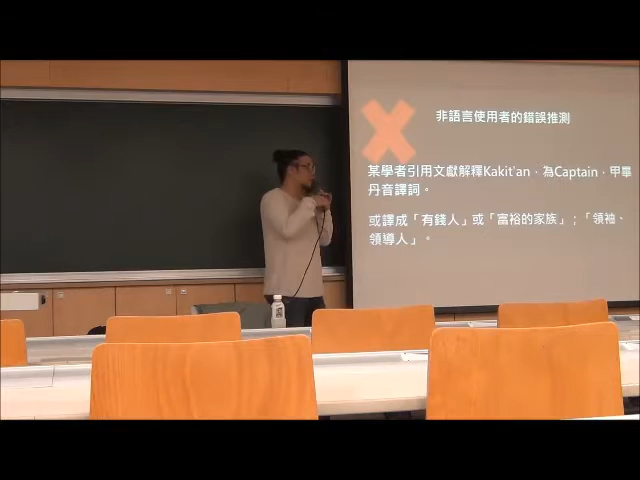 非語言使用者的錯誤推測
某學者引用文獻解釋Kakit'an、為Captain、甲畢
丹音譯詞。
或譯成「有錢人」或「富裕的家族」；「領袖、
領導人」。